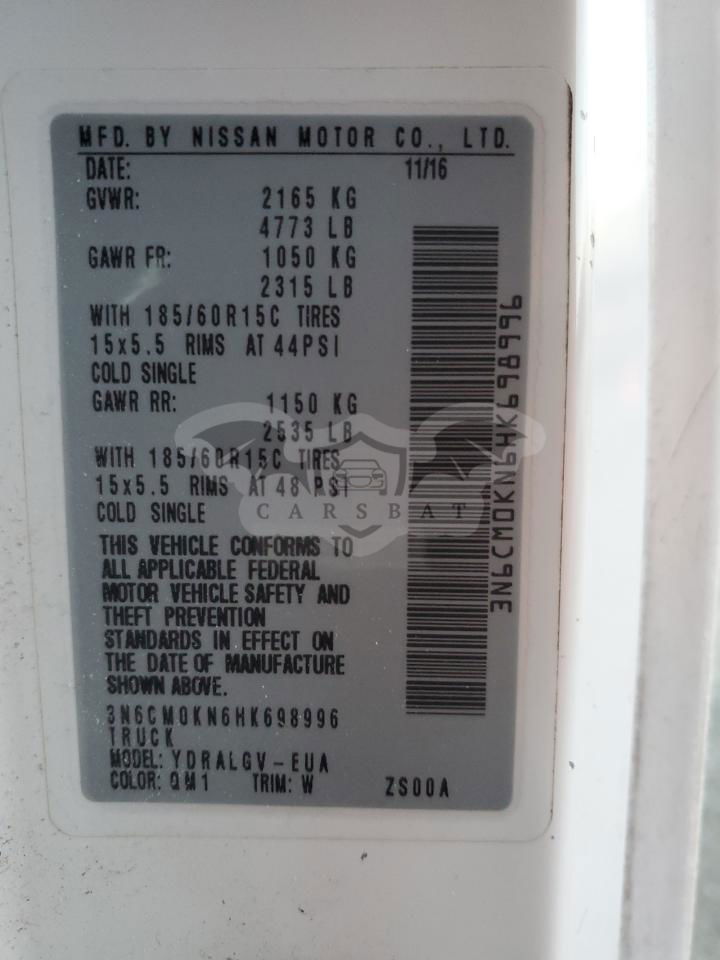 MFD. BY NISSAN MOTOR CO., LTD.
DATE: 11/16
GVWR: 2165 KG
4773 LB
GAWR FR: 1050 KG
2315 LB
WITH 185/60R15C TIRES
15x5.5 RIMS AT 44PSI
COLD SINGLE
GAWR RR: 1150 KG
2535 LB
WITH 185/60R15C TIRES
15x5.5 RIMS AT 48 PSI
COLD SINGLE
THIS VEHICLE CONFORMS TO
ALL APPLICABLE FEDERAL
MOTOR VEHICLE SAFETY AND
THEFT PREVENTION
STANDARDS IN EFFECT ON
THE DATE OF MANUFACTURE
SHOWN ABOVE.
3N6CM0KN6HK698996
TRUCK
MODEL: YDRALGV-EUA
COLOR: QM1 TRIM: W ZS00A
3N6CM0KN6HK698996
CARSBAT